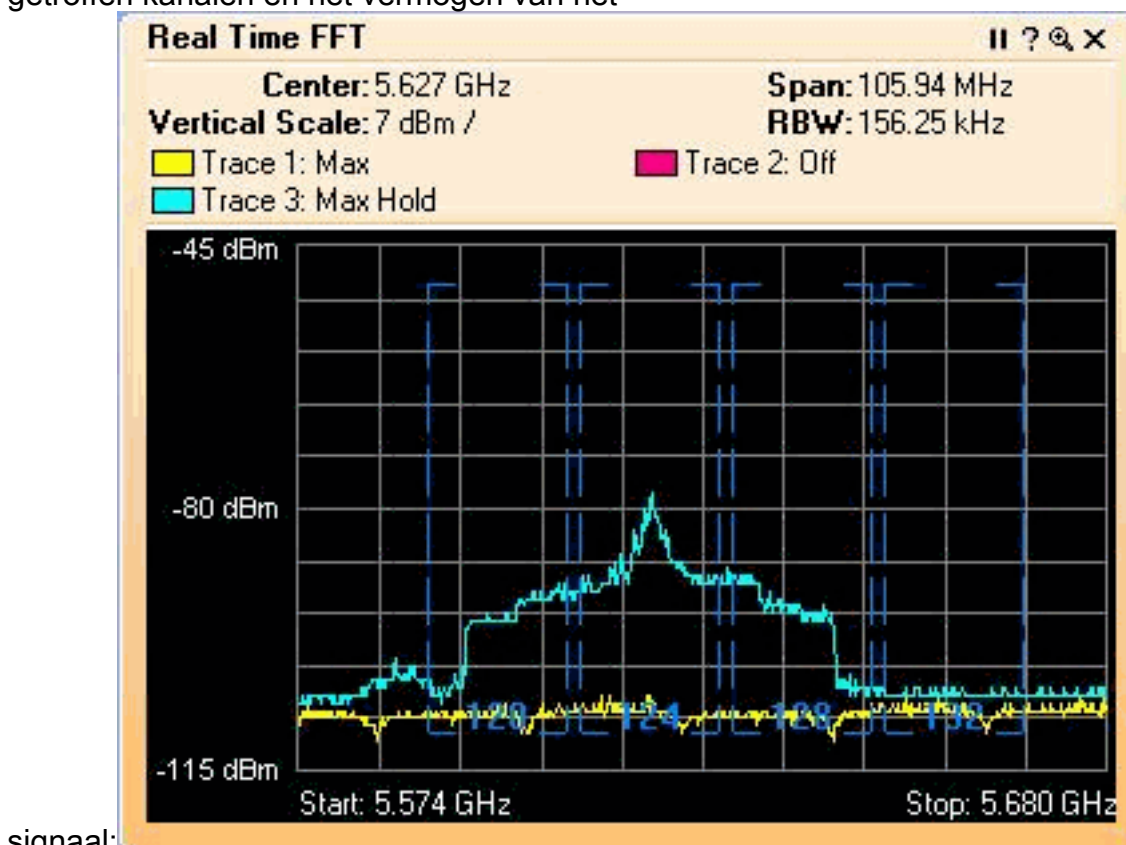 getroffen kanalen en het vermogen van het
Real Time FFT
Center: 5.627 GHz Span: 105.94 MHz
Vertical Scale: 7 dBm / RBW: 156.25 kHz
Trace 1: Max Trace 2: Off
Trace 3: Max Hold
-45 dBm
-80 dBm
120 124 128 132
-115 dBm
Start: 5.574 GHz Stop: 5.680 GHz
signaal: